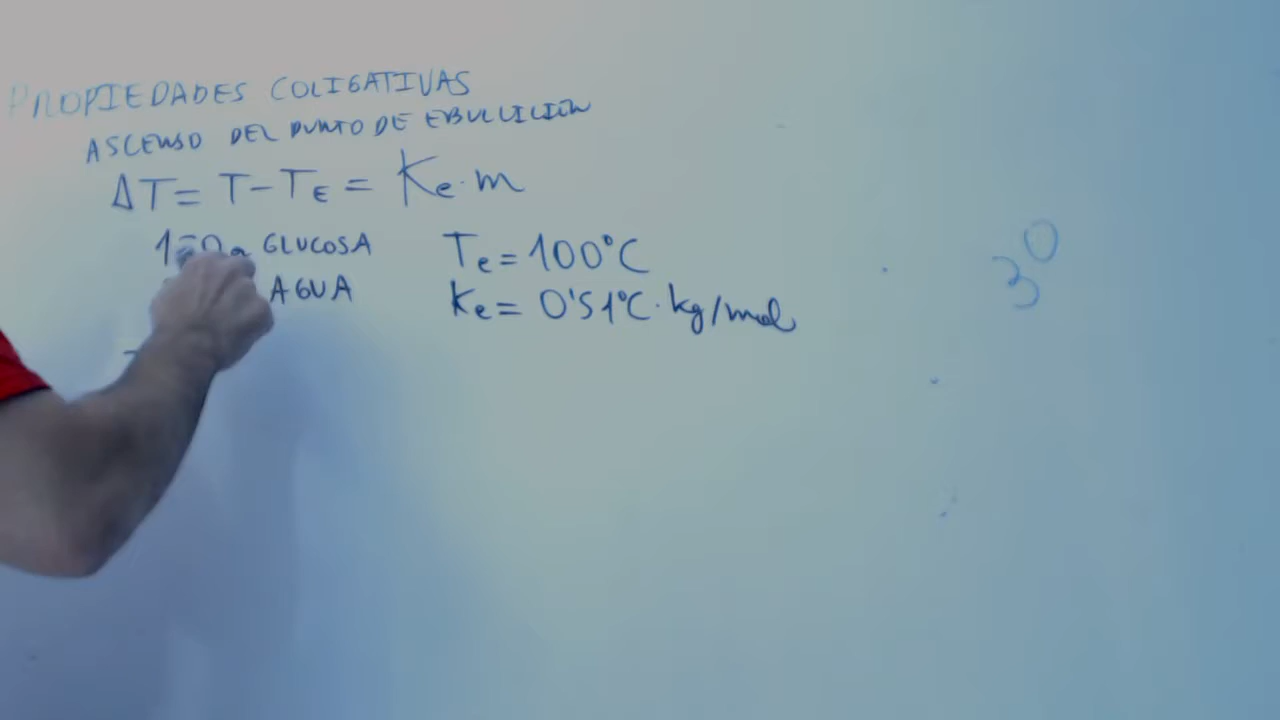 PROPIEDADES COLIGATIVAS
ASCENSO DEL PUNTO DE EBULLICIÓN
ΔT = T - TE = Ke · m
GLUCOSA
AGUA
Te = 100°C
Ke = 0'51°C · kg/mol
3º